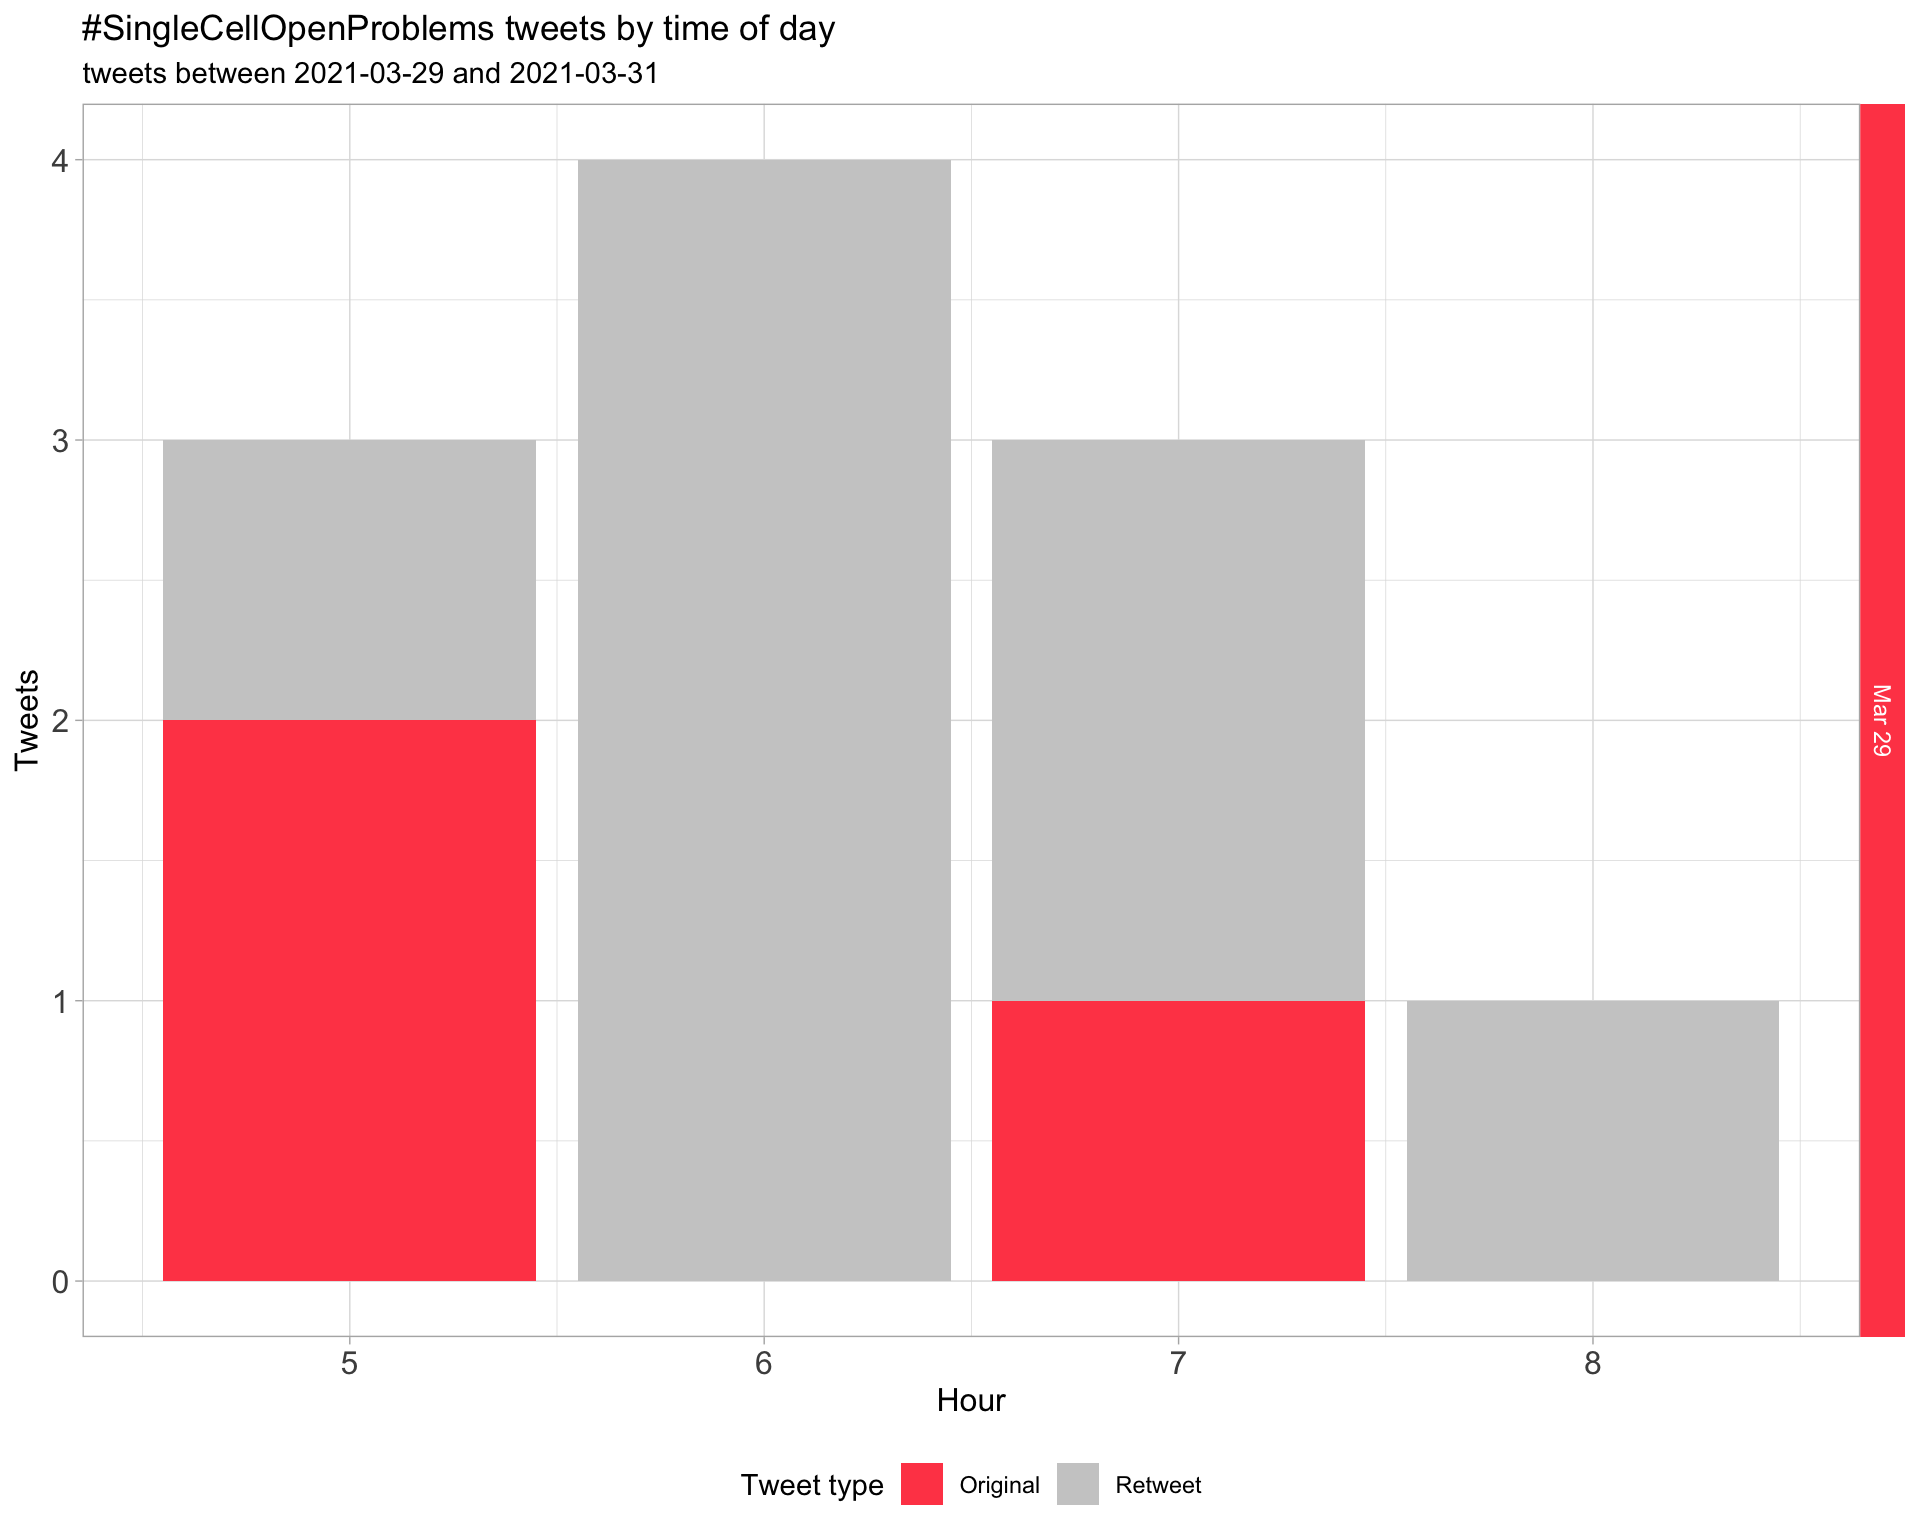 #SingleCellOpenProblems tweets by time of day
tweets between 2021-03-29 and 2021-03-31
4
3
2
1
0
Tweets
Mar 29
5 6 7 8
Hour
Tweet type Original Retweet